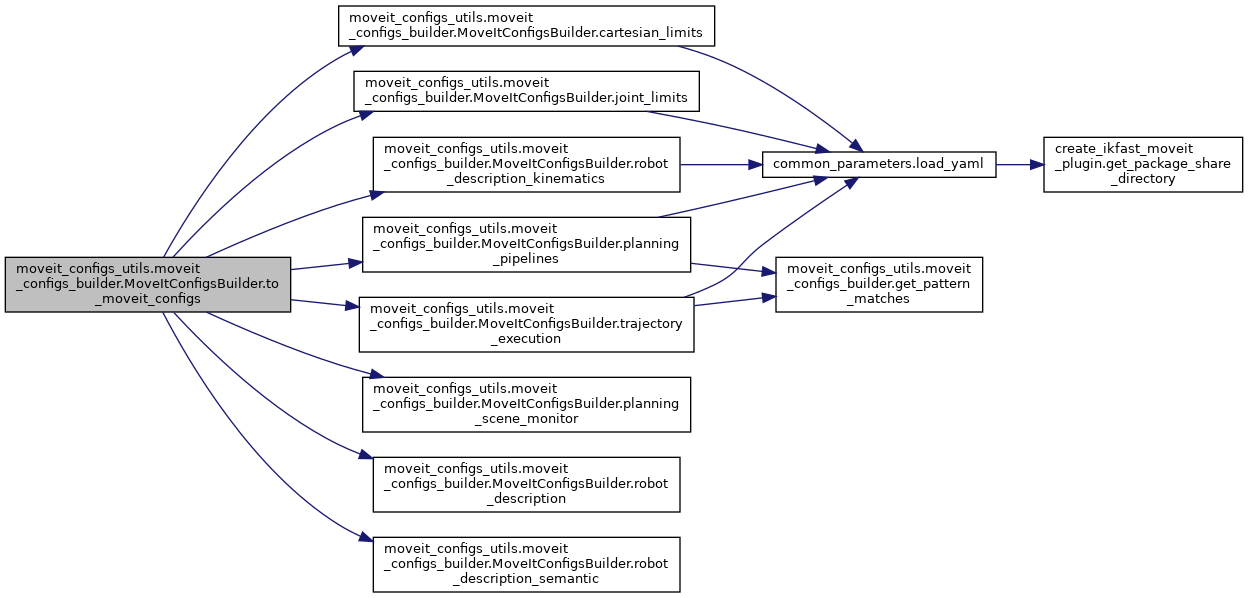 moveit_configs_utils.moveit
_configs_builder.MoveItConfigsBuilder.to
_moveit_configs
moveit_configs_utils.moveit
_configs_builder.MoveItConfigsBuilder.cartesian_limits
moveit_configs_utils.moveit
_configs_builder.MoveItConfigsBuilder.joint_limits
moveit_configs_utils.moveit
_configs_builder.MoveItConfigsBuilder.robot
_description_kinematics
moveit_configs_utils.moveit
_configs_builder.MoveItConfigsBuilder.planning
_pipelines
moveit_configs_utils.moveit
_configs_builder.MoveItConfigsBuilder.trajectory
_execution
moveit_configs_utils.moveit
_configs_builder.MoveItConfigsBuilder.planning
_scene_monitor
moveit_configs_utils.moveit
_configs_builder.MoveItConfigsBuilder.robot
_description
moveit_configs_utils.moveit
_configs_builder.MoveItConfigsBuilder.robot
_description_semantic
common_parameters.load_yaml
moveit_configs_utils.moveit
_configs_builder.get_pattern
_matches
create_ikfast_moveit
_plugin.get_package_share
_directory